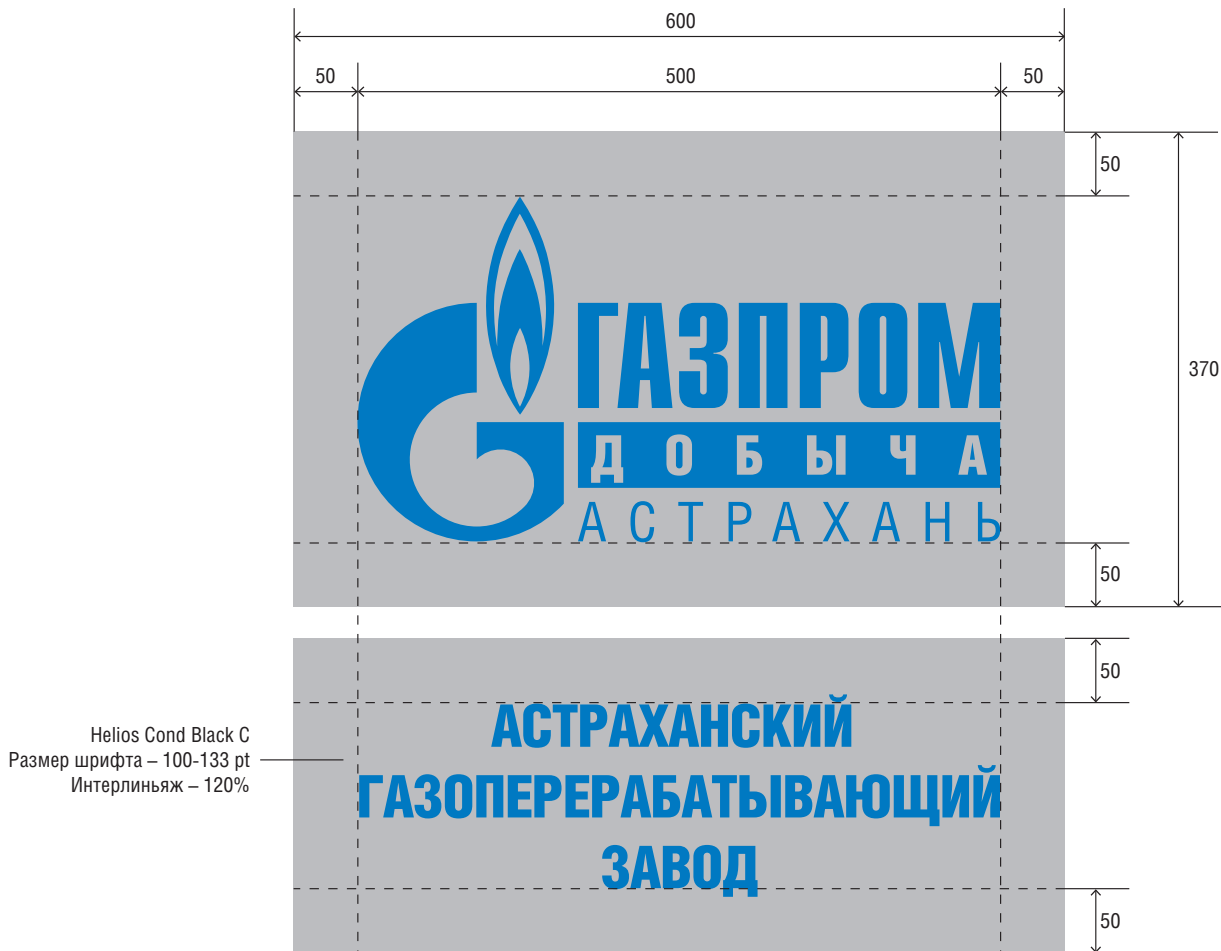 600
50 500 50
50
370
ГАЗПРОМ
ДОБЫЧА
АСТРАХАНЬ
50
50
Helios Cond Black C
Размер шрифта – 100-133 pt
Интерлиньяж – 120%
АСТРАХАНСКИЙ
ГАЗОПЕРЕРАБАТЫВАЮЩИЙ
ЗАВОД
50